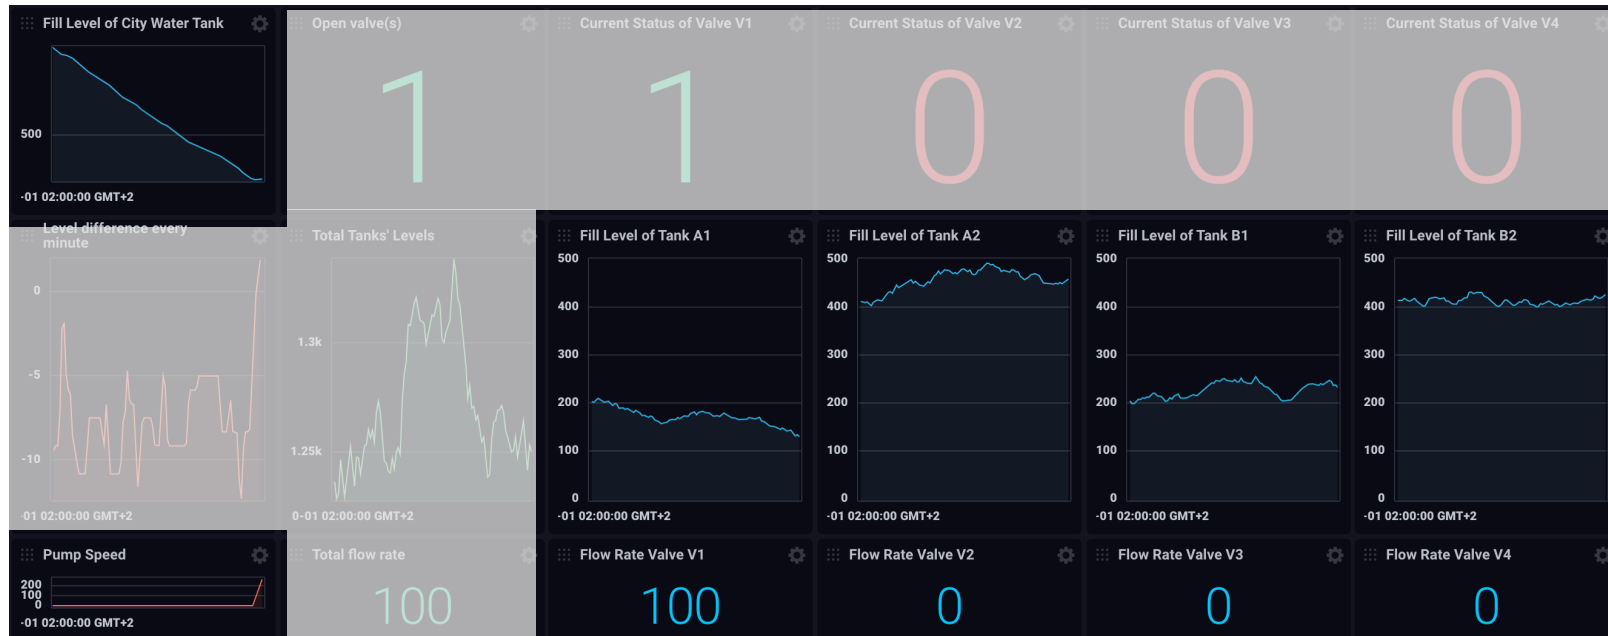 Fill Level of City Water Tank
500
-01 02:00:00 GMT+2
Open valve(s)
1
Current Status of Valve V1
1
Current Status of Valve V2
0
Current Status of Valve V3
0
Current Status of Valve V4
0
Level difference every
minute
0
-5
-10
-01 02:00:00 GMT+2
Total Tanks' Levels
1.3k
1.25k
0-01 02:00:00 GMT+2
Fill Level of Tank A1
500
400
300
200
100
0
-01 02:00:00 GMT+2
Fill Level of Tank A2
500
400
300
200
100
0
-01 02:00:00 GMT+2
Fill Level of Tank B1
500
400
300
200
100
0
-01 02:00:00 GMT+2
Fill Level of Tank B2
500
400
300
200
100
0
-01 02:00:00 GMT+2
Pump Speed
200
100
0
-01 02:00:00 GMT+2
Total flow rate
100
Flow Rate Valve V1
100
Flow Rate Valve V2
0
Flow Rate Valve V3
0
Flow Rate Valve V4
0